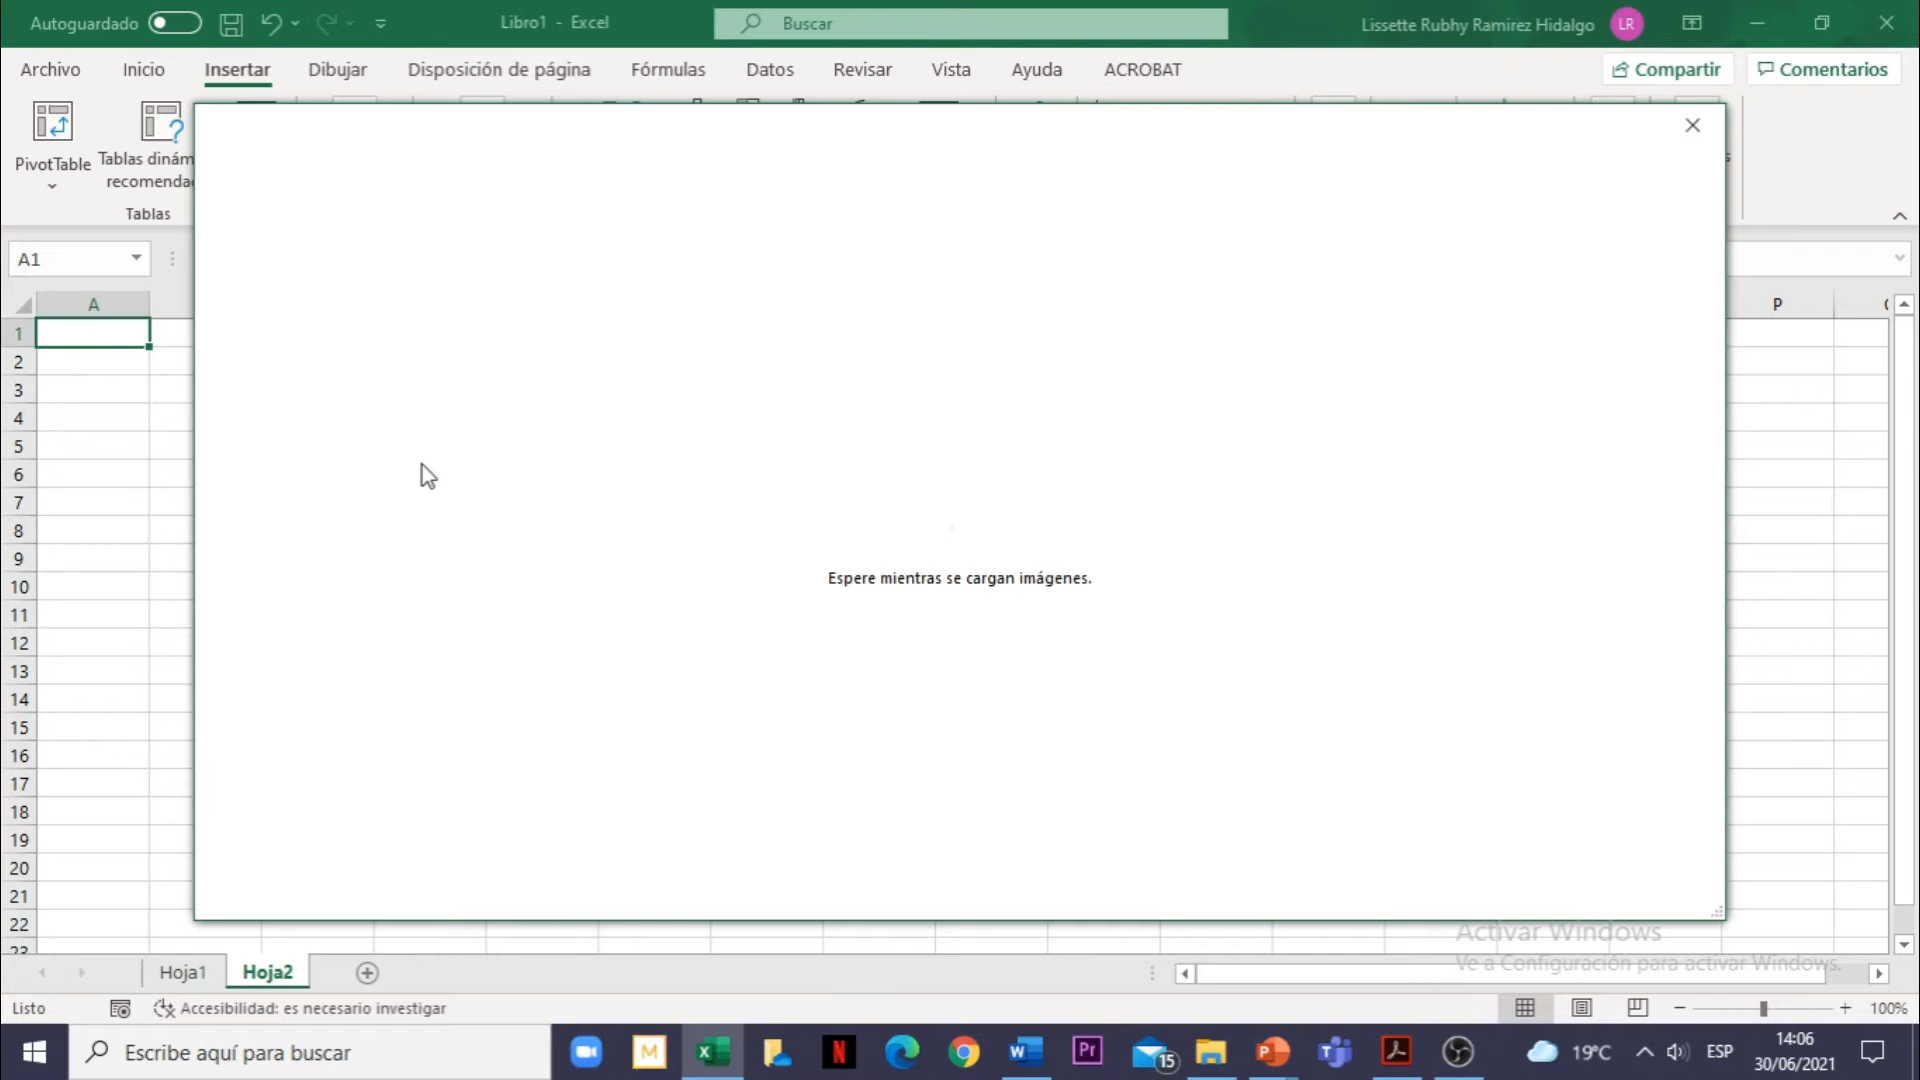 Autoguardado
Libro1 - Excel
Buscar
Lissette Rubhy Ramirez Hidalgo
LR
Archivo
Inicio
Insertar
Dibujar
Disposición de página
Fórmulas
Datos
Revisar
Vista
Ayuda
ACROBAT
Compartir
Comentarios
PivotTable
Tablas dinám
recomenda
Tablas
A1
A
P
1
2
3
4
5
6
7
8
9
10
11
12
13
14
15
16
17
18
19
20
21
22
23
Espere mientras se cargan imágenes.
Activar Windows
Ve a Configuración para activar Windows.
Hoja1
Hoja2
Listo
Accesibilidad: es necesario investigar
100%
Escribe aquí para buscar
M
X
N
W
Pr
15
P
T
19°C
ESP
14:06
30/06/2021